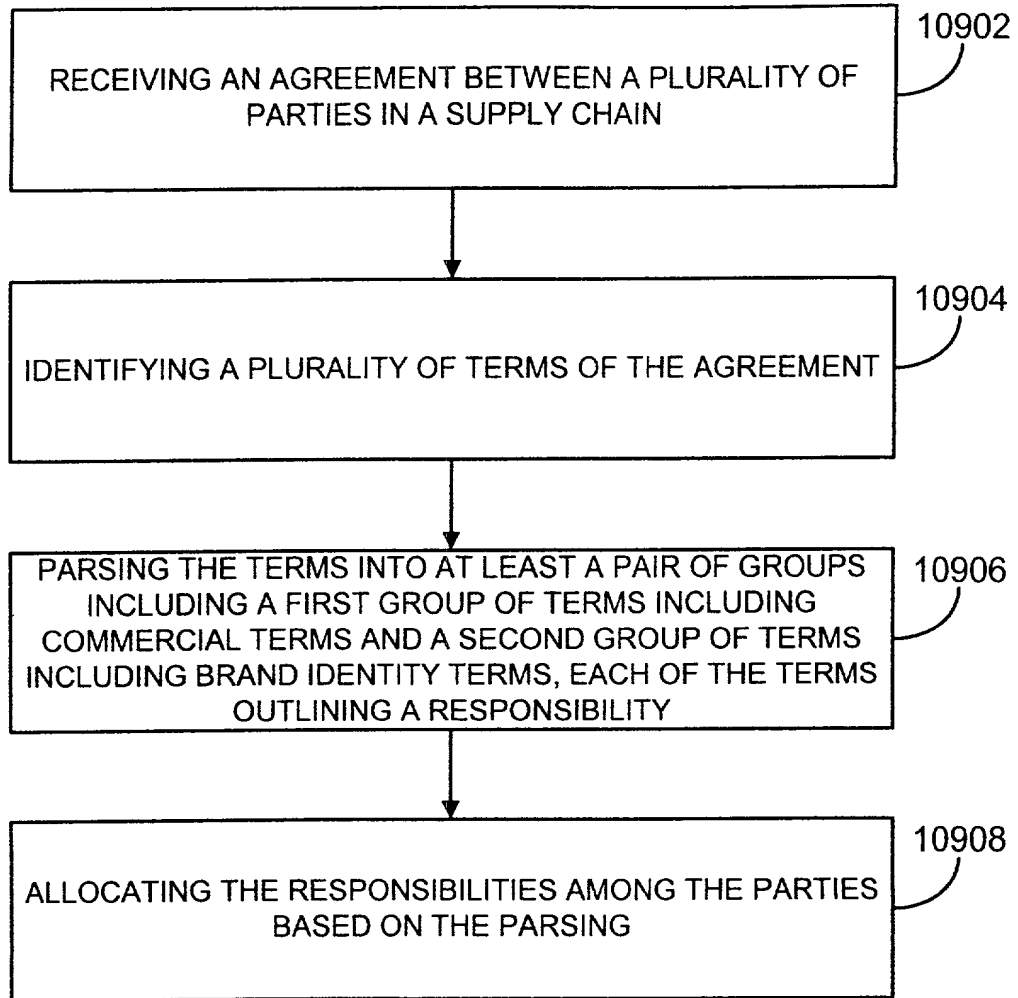 10902
RECEIVING AN AGREEMENT BETWEEN A PLURALITY OF
PARTIES IN A SUPPLY CHAIN
10904
IDENTIFYING A PLURALITY OF TERMS OF THE AGREEMENT
10906
PARSING THE TERMS INTO AT LEAST A PAIR OF GROUPS
INCLUDING A FIRST GROUP OF TERMS INCLUDING
COMMERCIAL TERMS AND A SECOND GROUP OF TERMS
INCLUDING BRAND IDENTITY TERMS, EACH OF THE TERMS
OUTLINING A RESPONSIBILITY
10908
ALLOCATING THE RESPONSIBILITIES AMONG THE PARTIES
BASED ON THE PARSING